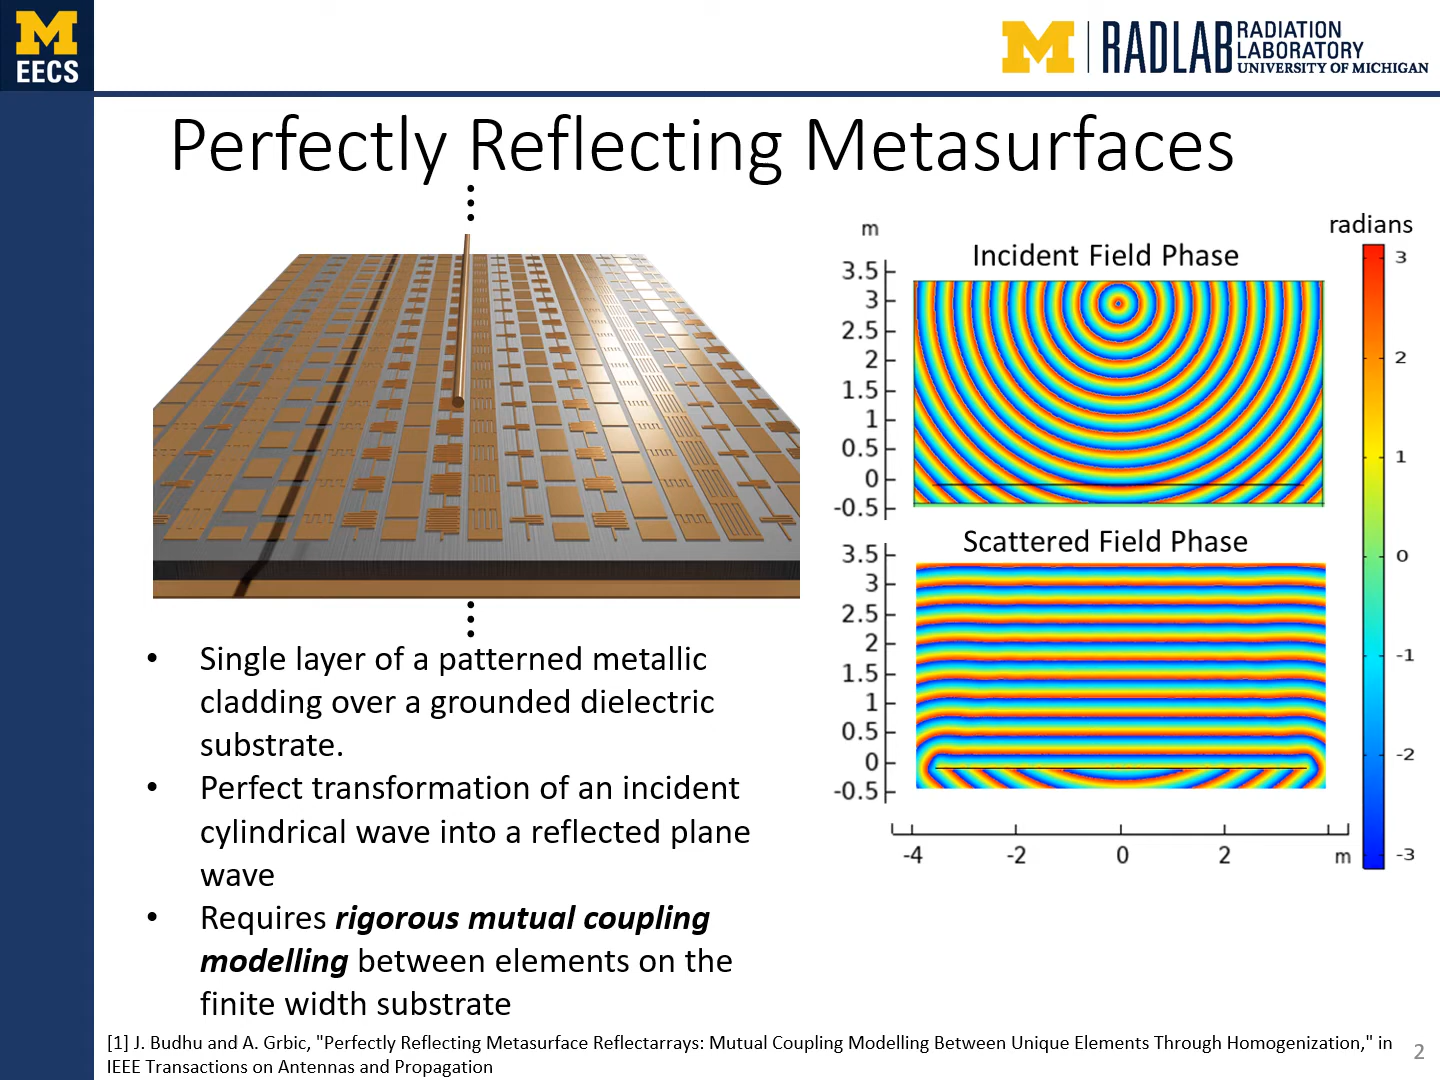 M
EECS
M RADLAB
RADIATION
LABORATORY
UNIVERSITY OF MICHIGAN
Perfectly Reflecting Metasurfaces
• Single layer of a patterned metallic
cladding over a grounded dielectric
substrate.
• Perfect transformation of an incident
cylindrical wave into a reflected plane
wave
• Requires rigorous mutual coupling
modelling between elements on the
finite width substrate
radians
m
Incident Field Phase
3.5
3
2.5
2
1.5
1
0.5
0
-0.5
Scattered Field Phase
3.5
3
2.5
2
1.5
1
0.5
0
-0.5
-4 -2 0 2 m
3
2
1
0
-1
-2
-3
[1] J. Budhu and A. Grbic, "Perfectly Reflecting Metasurface Reflectarrays: Mutual Coupling Modelling Between Unique Elements Through Homogenization," in
IEEE Transactions on Antennas and Propagation
2